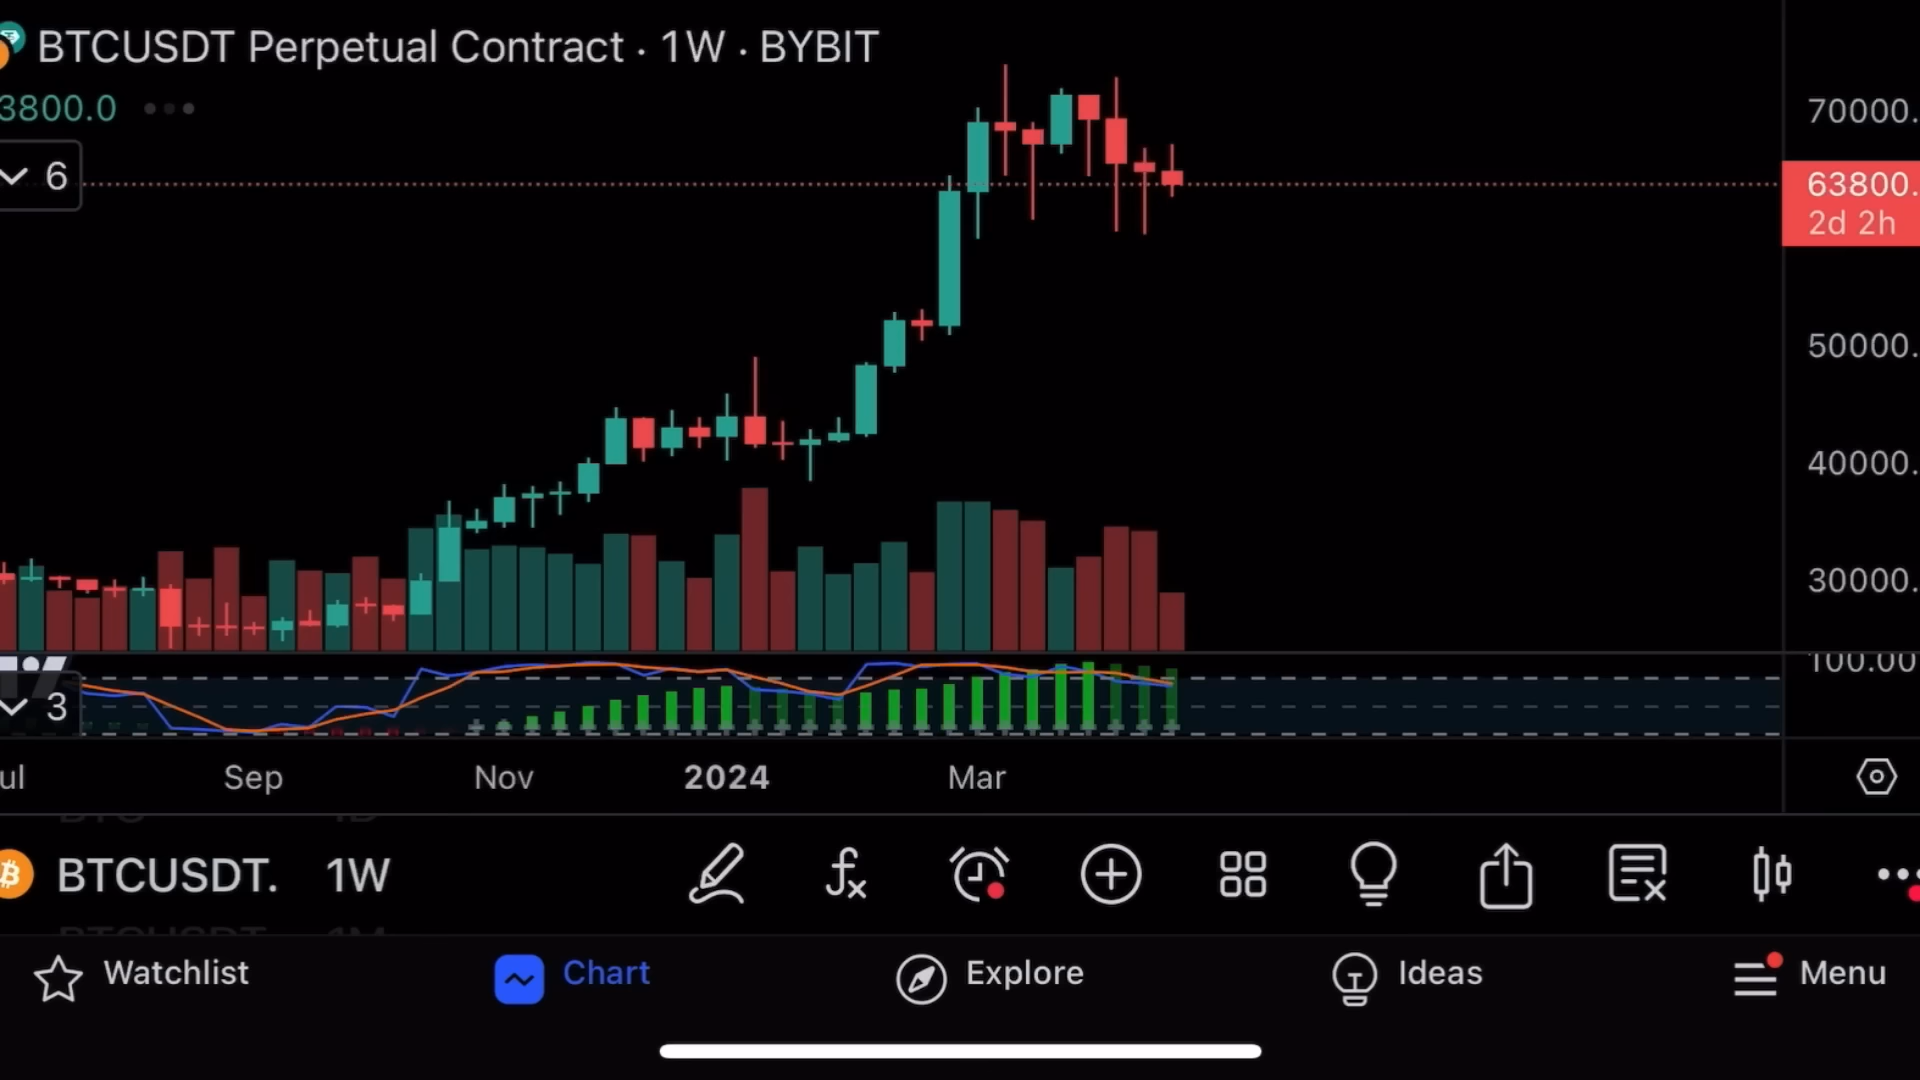 BTCUSDT Perpetual Contract · 1W · BYBIT
3800.0
6
70000.
63800.
2d 2h
50000.
40000.
30000.
100.00
3
ul Sep Nov 2024 Mar
BTCUSDT. 1W
Watchlist Chart Explore Ideas Menu